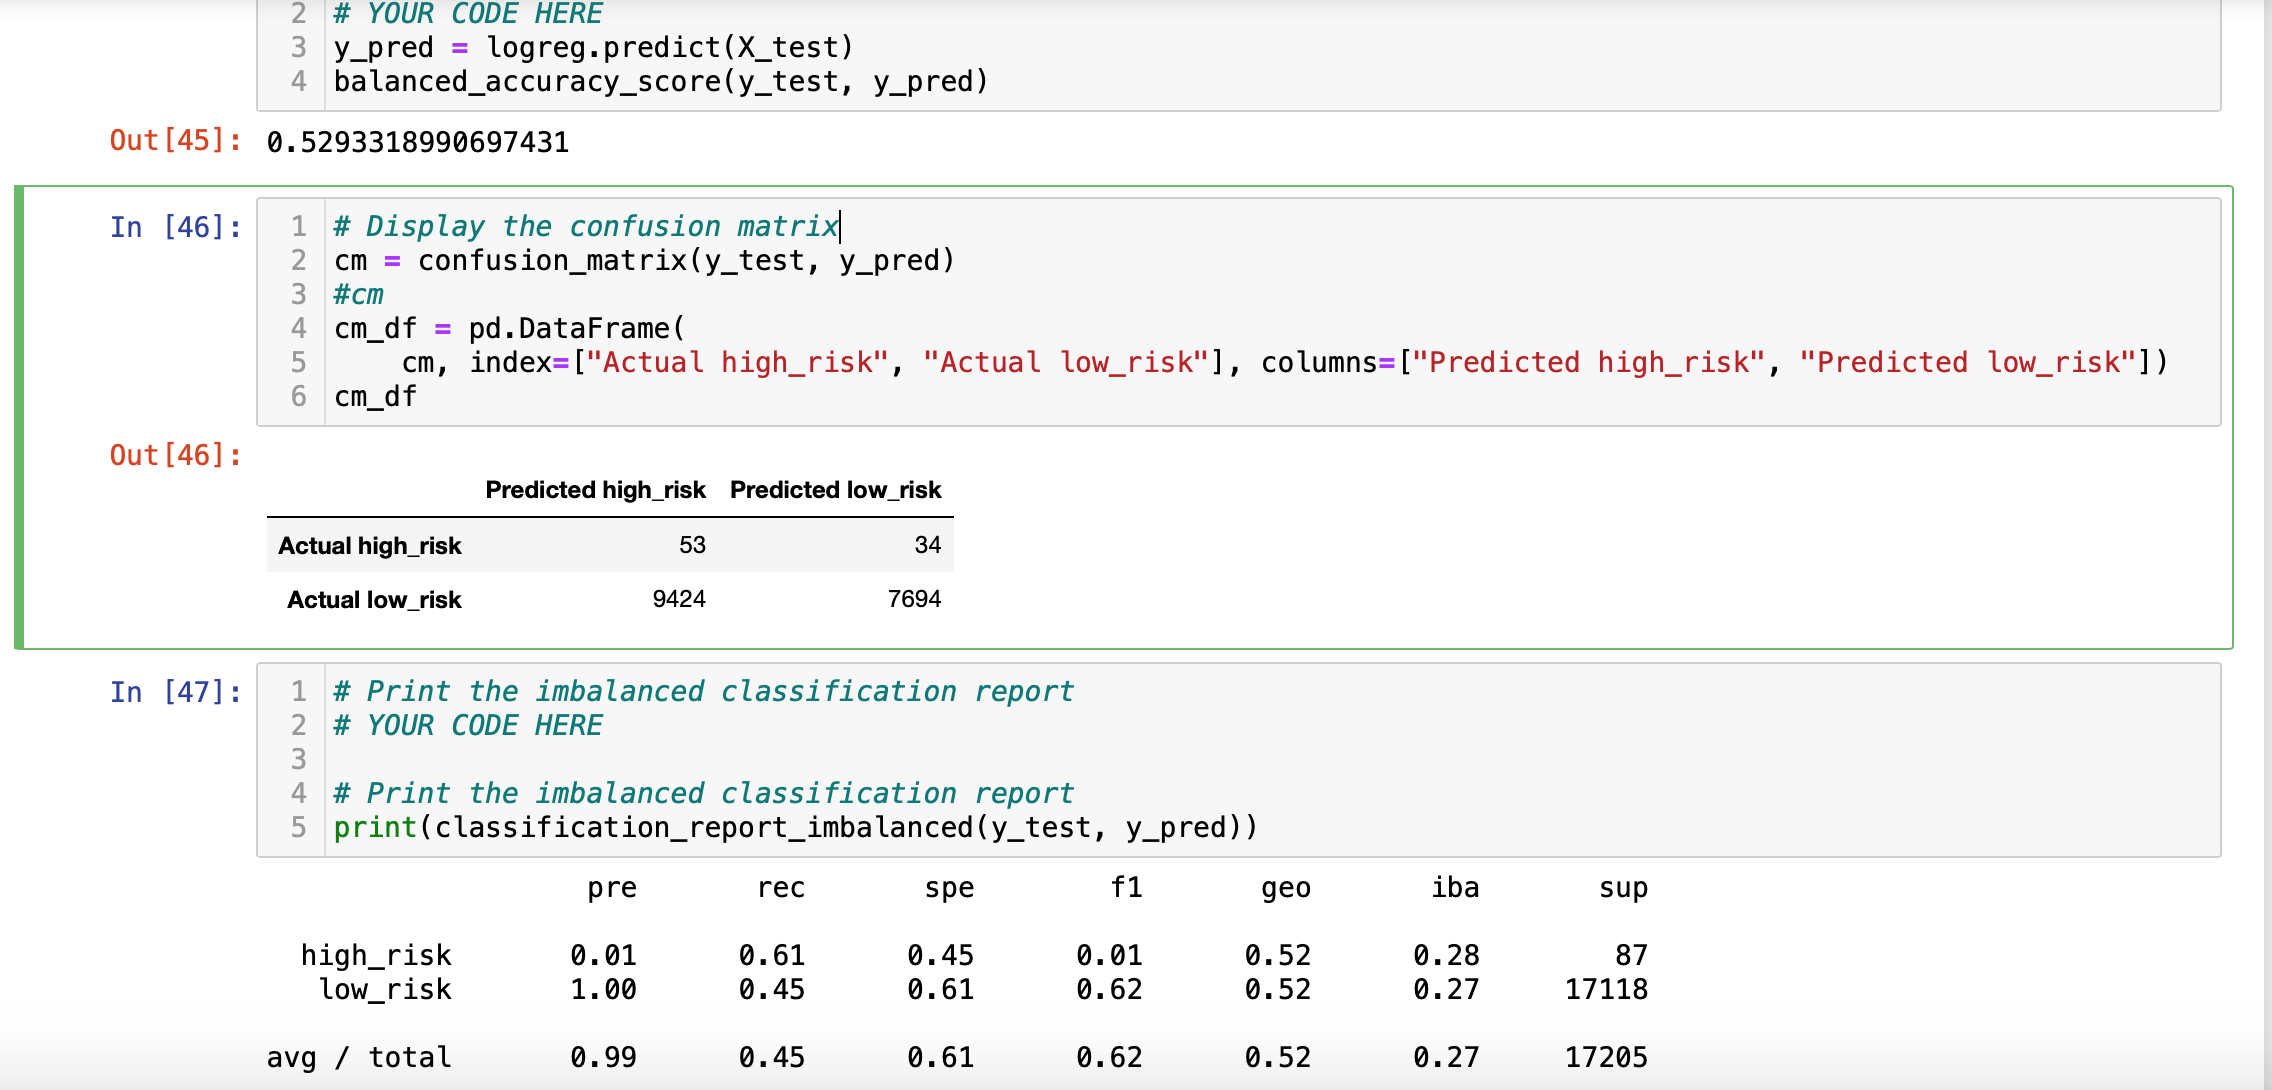 2 # YOUR CODE HERE
3 y_pred = logreg.predict(X_test)
4 balanced_accuracy_score(y_test, y_pred)
Out[45]: 0.5293318990697431
In [46]: 1 # Display the confusion matrix
2 cm = confusion_matrix(y_test, y_pred)
3 #cm
4 cm_df = pd.DataFrame(
5     cm, index=["Actual high_risk", "Actual low_risk"], columns=["Predicted high_risk", "Predicted low_risk"])
6 cm_df
Out[46]:
Predicted high_risk Predicted low_risk
Actual high_risk 53 34
Actual low_risk 9424 7694
In [47]: 1 # Print the imbalanced classification report
2 # YOUR CODE HERE
3
4 # Print the imbalanced classification report
5 print(classification_report_imbalanced(y_test, y_pred))
pre rec spe f1 geo iba sup
high_risk 0.01 0.61 0.45 0.01 0.52 0.28 87
low_risk 1.00 0.45 0.61 0.62 0.52 0.27 17118
avg / total 0.99 0.45 0.61 0.62 0.52 0.27 17205